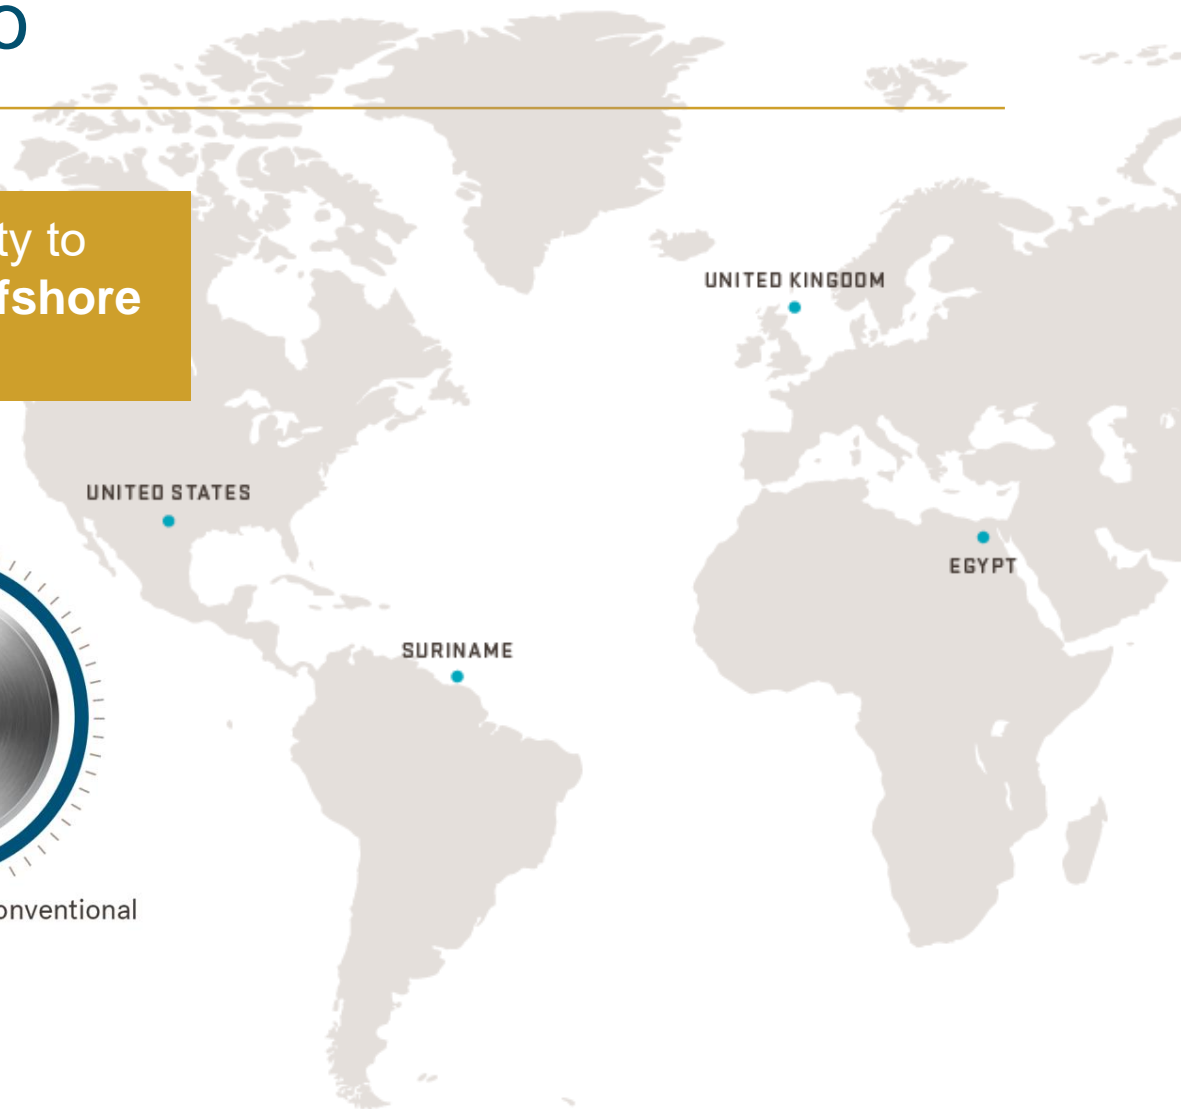 o
ty to
fshore
UNITED KINGDOM
UNITED STATES
EGYPT
SURINAME
onventional